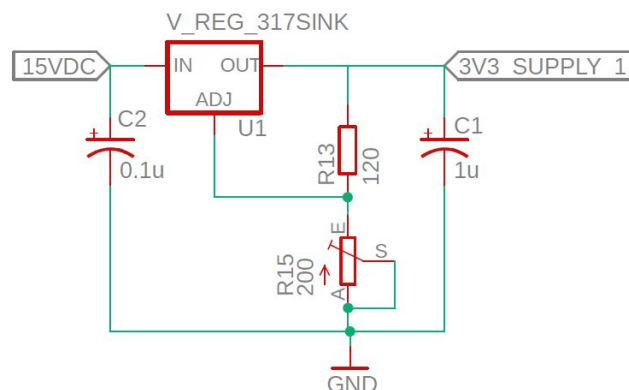 V_REG_317SINK
15VDC
IN
OUT
3V3_SUPPLY_1
ADJ
U1
C2
0.1u
R13
120
C1
1u
E
S
R15
200
A
GND